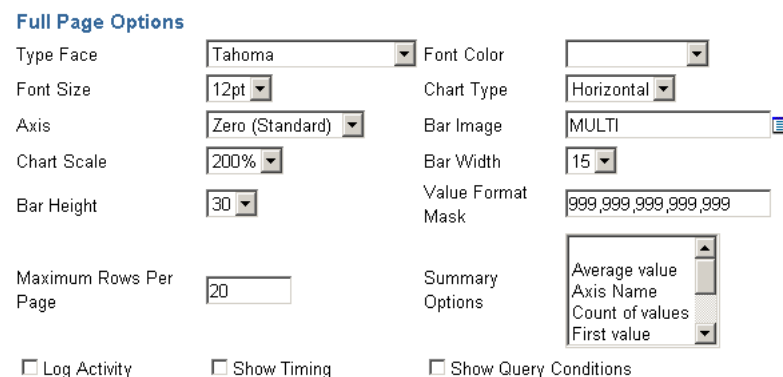 Full Page Options
Type Face Tahoma Font Color
Font Size 12pt Chart Type Horizontal
Axis Zero (Standard) Bar Image MULTI
Chart Scale 200% Bar Width 15
Bar Height 30 Value Format Mask 999,999,999,999,999
Maximum Rows Per Page 20 Summary Options
Average value
Axis Name
Count of values
First value
Log Activity Show Timing Show Query Conditions